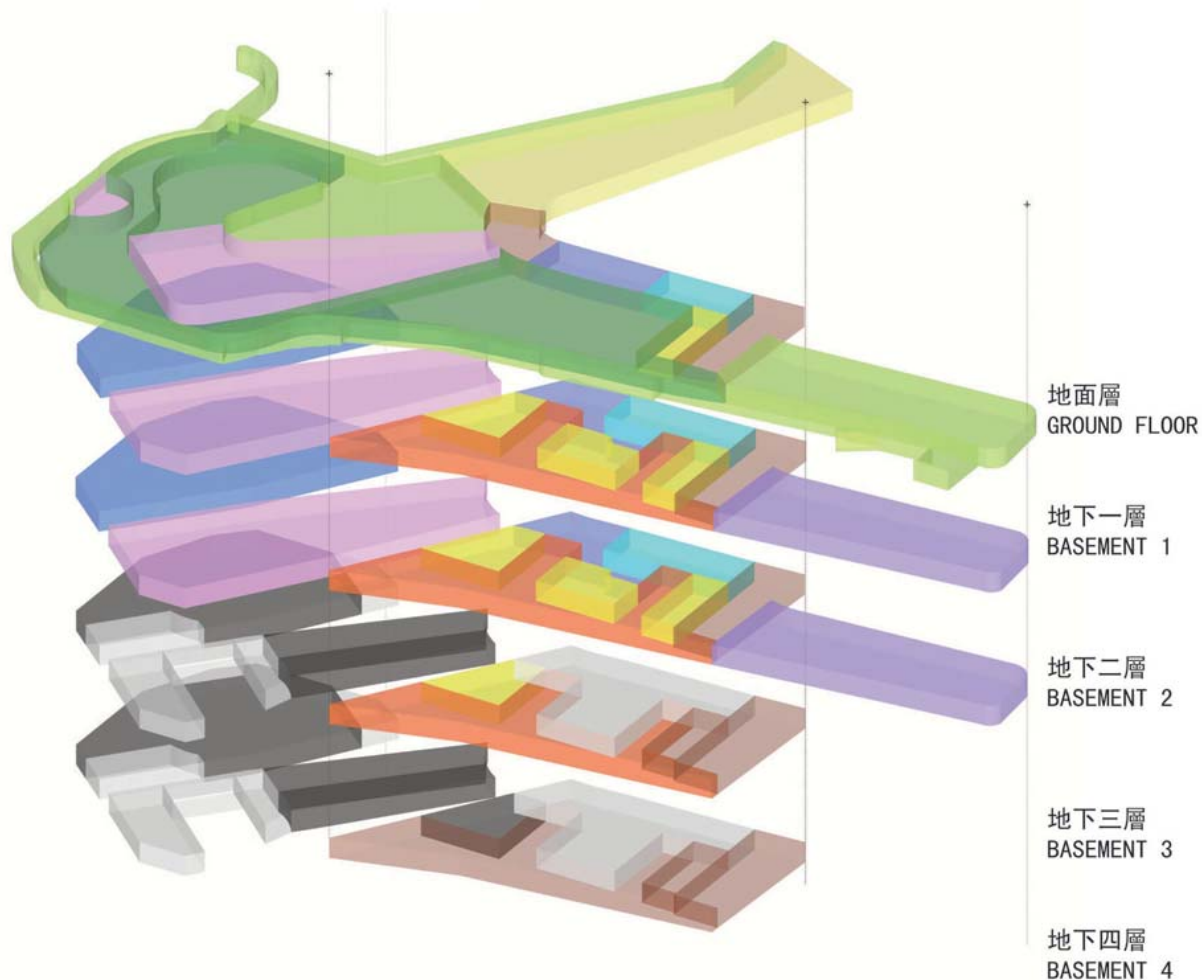 地面層
GROUND FLOOR
地下一層
BASEMENT 1
地下二層
BASEMENT 2
地下三層
BASEMENT 3
地下四層
BASEMENT 4